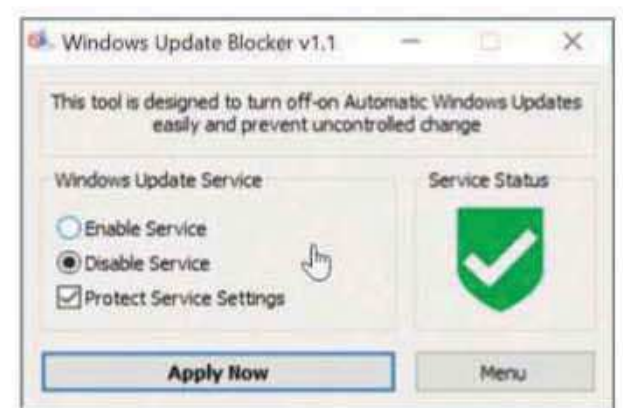 Windows Update Blocker v1.1
This tool is designed to turn off-on Automatic Windows Updates
easily and prevent uncontrolled change
Windows Update Service
Enable Service
Disable Service
Protect Service Settings
Service Status
Apply Now
Menu